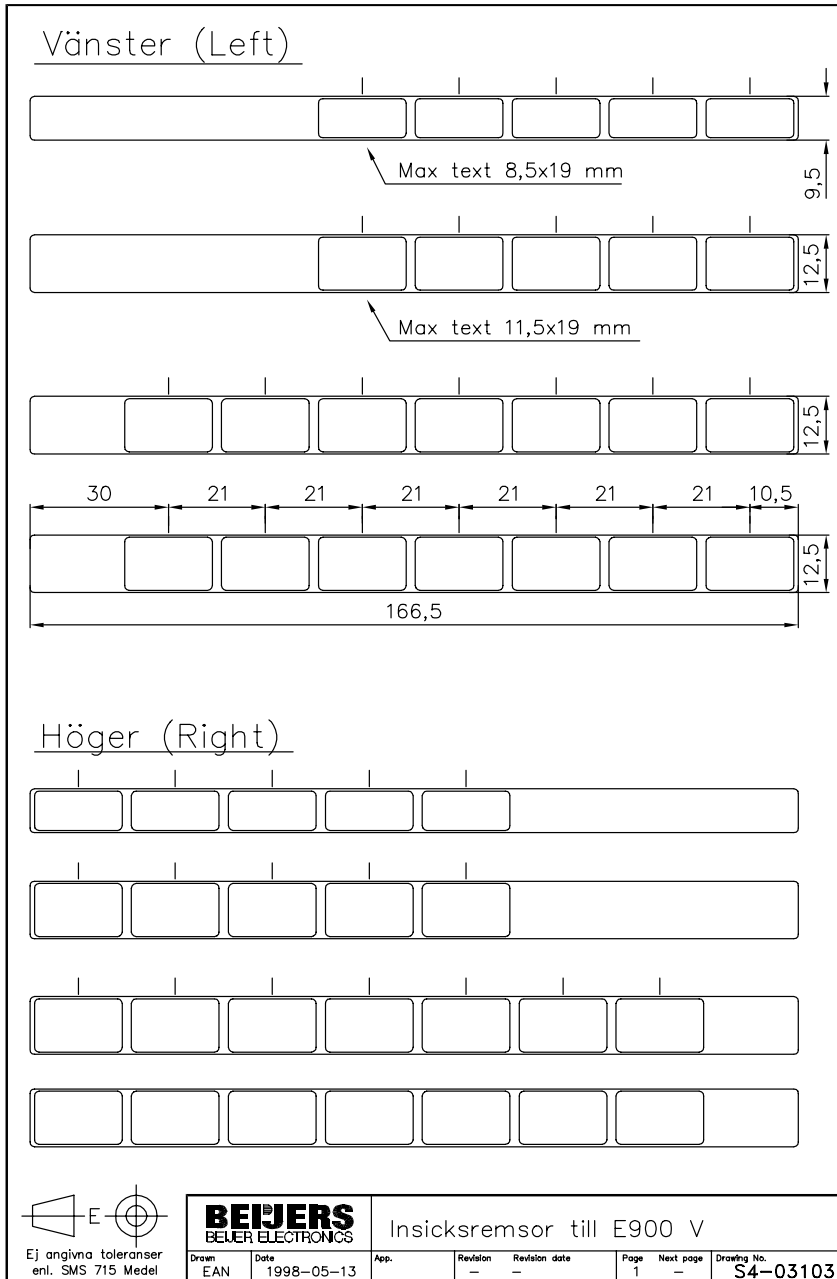 Vänster (Left)
Max text 8,5x19 mm
9,5
Max text 11,5x19 mm
12,5
12,5
30 21 21 21 21 21 21 10,5
12,5
166,5
Höger (Right)
E
Ej angivna toleranser
enl. SMS 715 Medel
BEIJERS
BEIJER ELECTRONICS
Insicksremsor till E900 V
Drawn Date App. Revision Revision date Page Next page Drawing No.
EAN 1998-05-13 – – 1 – S4-03103